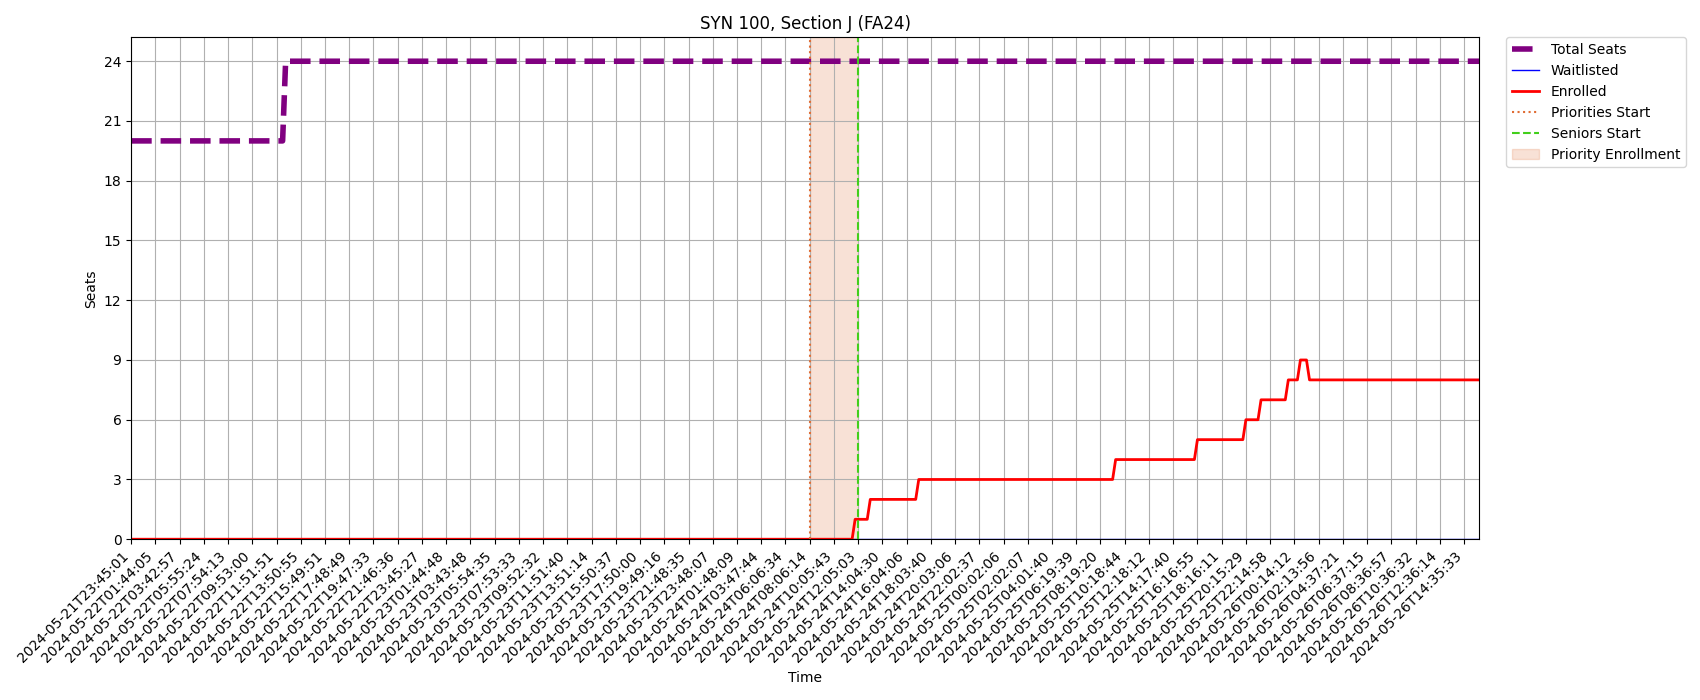 SYN 100, Section J (FA24)
Total Seats
Waitlisted
Enrolled
Priorities Start
Seniors Start
Priority Enrollment
Seats
24
21
18
15
12
9
6
3
0
2024-05-21T23:45:01
2024-05-22T01:44:05
2024-05-22T03:42:57
2024-05-22T05:55:24
2024-05-22T07:54:13
2024-05-22T09:53:00
2024-05-22T11:51:51
2024-05-22T13:50:55
2024-05-22T15:49:51
2024-05-22T17:48:49
2024-05-22T19:47:33
2024-05-22T21:46:36
2024-05-22T23:45:27
2024-05-23T01:44:48
2024-05-23T03:43:48
2024-05-23T05:54:35
2024-05-23T07:53:33
2024-05-23T09:52:32
2024-05-23T11:51:40
2024-05-23T13:51:14
2024-05-23T15:50:37
2024-05-23T17:50:00
2024-05-23T19:49:16
2024-05-23T21:48:35
2024-05-23T23:48:07
2024-05-24T01:48:09
2024-05-24T03:47:44
2024-05-24T06:06:34
2024-05-24T08:06:14
2024-05-24T10:05:43
2024-05-24T12:05:03
2024-05-24T14:04:30
2024-05-24T16:04:06
2024-05-24T18:03:40
2024-05-24T20:03:06
2024-05-24T22:02:37
2024-05-25T00:02:06
2024-05-25T02:02:07
2024-05-25T04:01:40
2024-05-25T06:19:39
2024-05-25T08:19:20
2024-05-25T10:18:44
2024-05-25T12:18:12
2024-05-25T14:17:40
2024-05-25T16:16:55
2024-05-25T18:16:11
2024-05-25T20:15:29
2024-05-25T22:14:58
2024-05-26T00:14:12
2024-05-26T02:13:56
2024-05-26T04:37:21
2024-05-26T06:37:15
2024-05-26T08:36:57
2024-05-26T10:36:32
2024-05-26T12:36:14
2024-05-26T14:35:33
Time